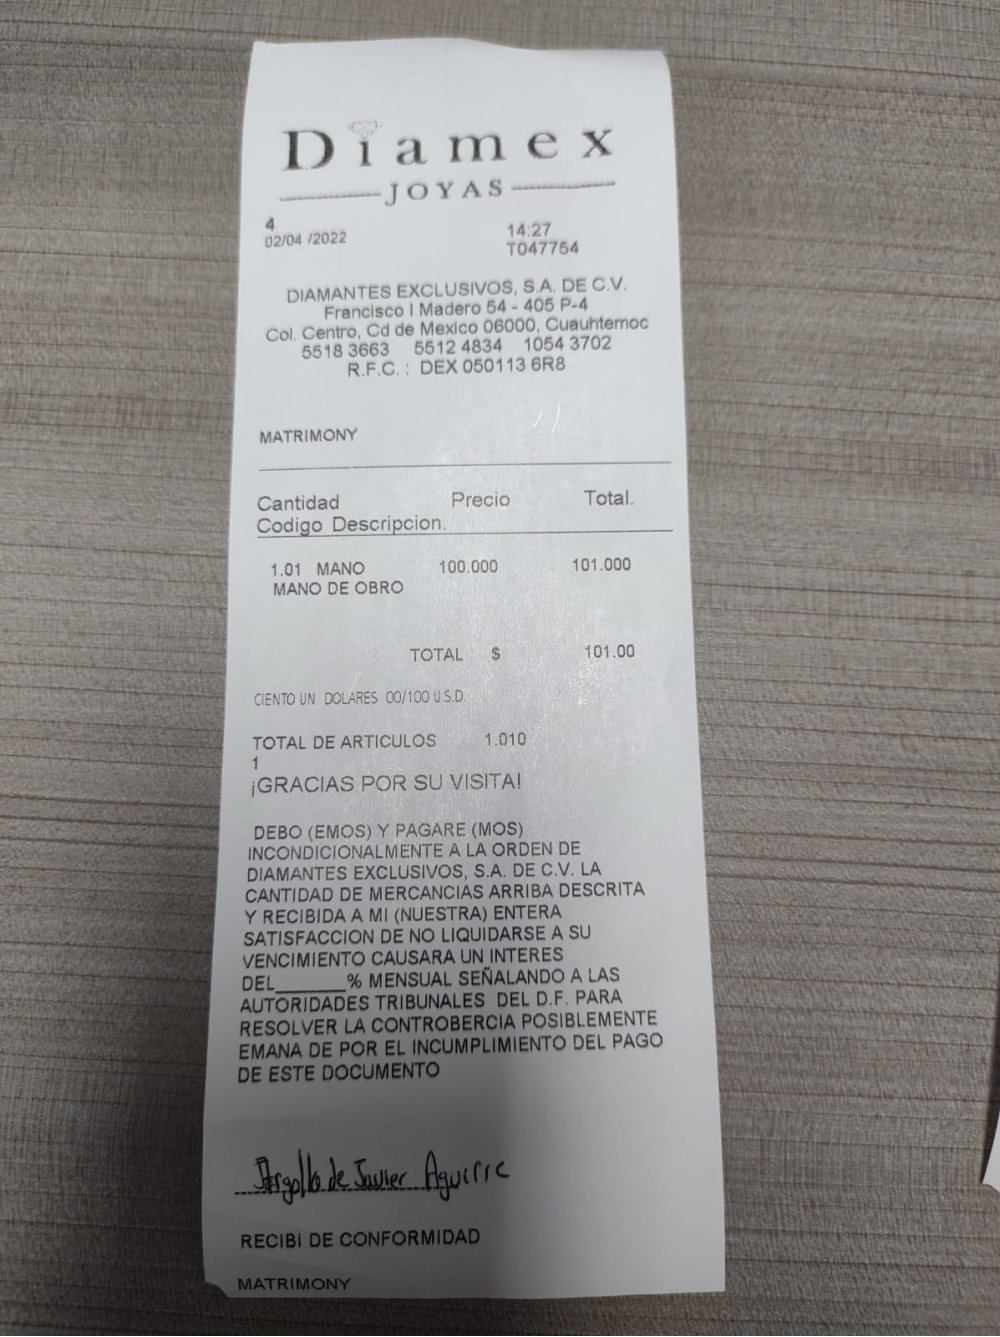 Diamex
JOYAS
4
02/04 /2022
14:27
T047754
DIAMANTES EXCLUSIVOS, S.A. DE C.V.
Francisco I Madero 54 - 405 P-4
Col. Centro, Cd de Mexico 06000, Cuauhtemoc
5518 3663 5512 4834 1054 3702
R.F.C. : DEX 050113 6R8
MATRIMONY
Cantidad Precio Total.
Codigo Descripcion.
1.01 MANO 100.000 101.000
MANO DE OBRO
TOTAL $ 101.00
CIENTO UN DOLARES 00/100 U.S.D.
TOTAL DE ARTICULOS 1.010
1
¡GRACIAS POR SU VISITA!
DEBO (EMOS) Y PAGARE (MOS)
INCONDICIONALMENTE A LA ORDEN DE
DIAMANTES EXCLUSIVOS, S.A. DE C.V. LA
CANTIDAD DE MERCANCIAS ARRIBA DESCRITA
Y RECIBIDA A MI (NUESTRA) ENTERA
SATISFACCION DE NO LIQUIDARSE A SU
VENCIMIENTO CAUSARA UN INTERES
DEL_______% MENSUAL SEÑALANDO A LAS
AUTORIDADES TRIBUNALES DEL D.F. PARA
RESOLVER LA CONTROBERCIA POSIBLEMENTE
EMANA DE POR EL INCUMPLIMIENTO DEL PAGO
DE ESTE DOCUMENTO
Argolla de Javier Aguirre
RECIBI DE CONFORMIDAD
MATRIMONY